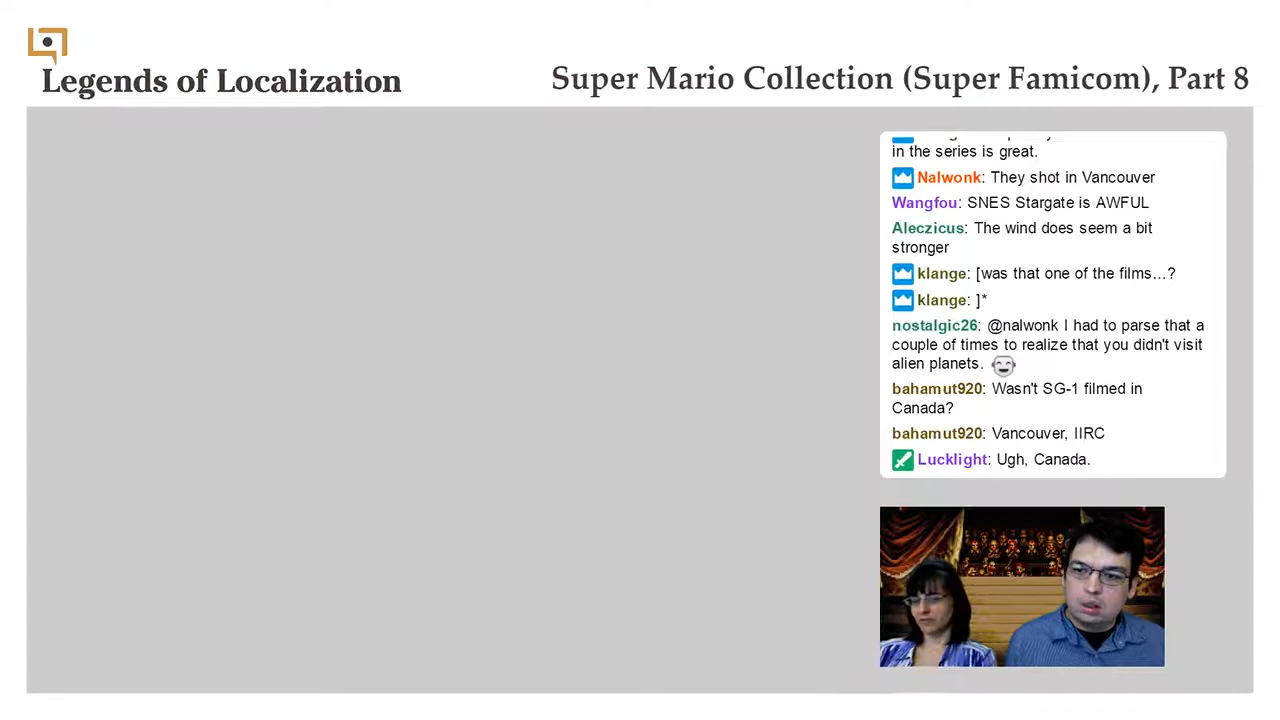 Legends of Localization
Super Mario Collection (Super Famicom), Part 8
in the series is great.
Nalwonk: They shot in Vancouver
Wangfou: SNES Stargate is AWFUL
Aleczicus: The wind does seem a bit
stronger
klange: [was that one of the films...?
klange: ]*
nostalgic26: @nalwonk I had to parse that a
couple of times to realize that you didn't visit
alien planets.
bahamut920: Wasn't SG-1 filmed in
Canada?
bahamut920: Vancouver, IIRC
Lucklight: Ugh, Canada.